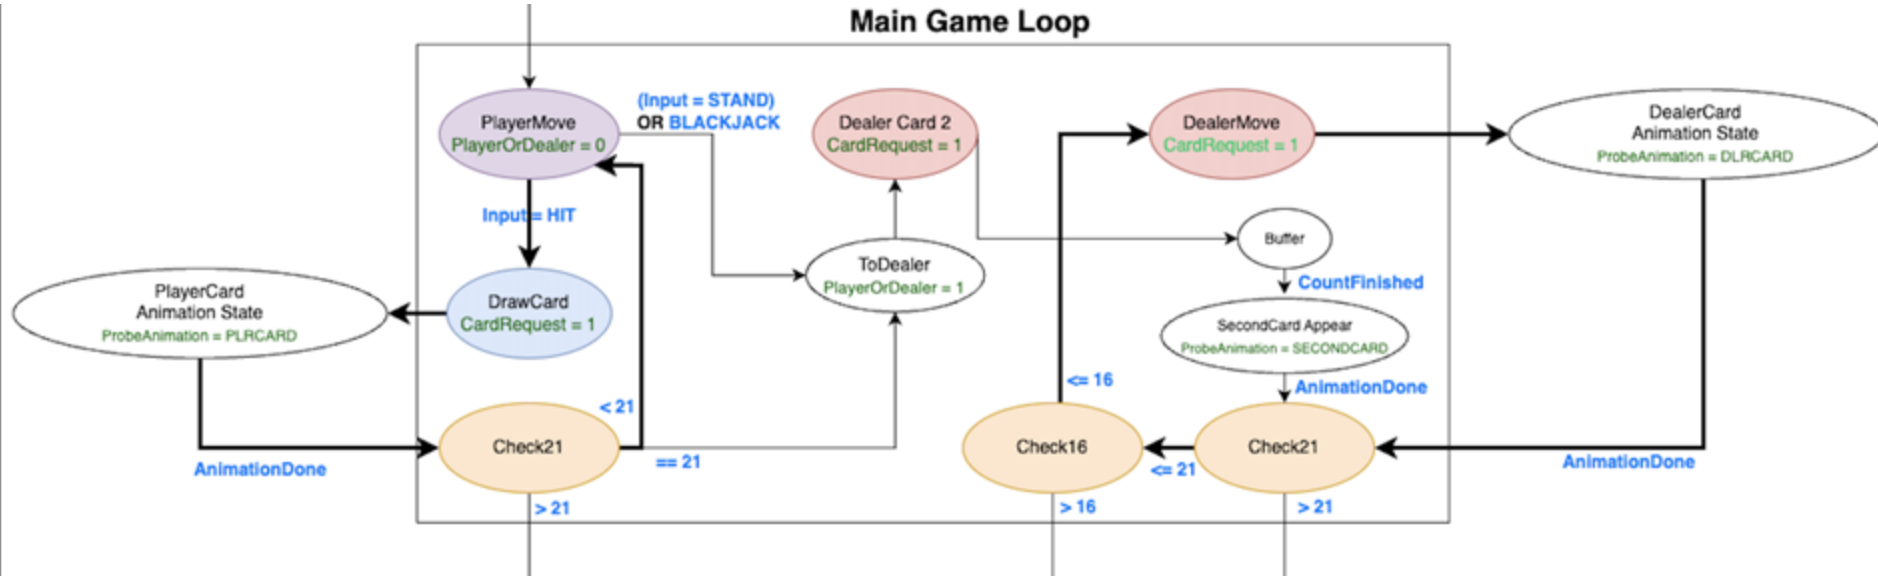 Main Game Loop
PlayerMove
PlayerOrDealer = 0
(Input = STAND)
OR BLACKJACK
Dealer Card 2
CardRequest = 1
DealerMove
CardRequest = 1
DealerCard
Animation State
ProbeAnimation = DLRCARD
Input = HIT
Buffer
ToDealer
PlayerOrDealer = 1
CountFinished
PlayerCard
Animation State
ProbeAnimation = PLRCARD
DrawCard
CardRequest = 1
SecondCard Appear
ProbeAnimation = SECONDCARD
<= 16
AnimationDone
< 21
Check21
Check16
Check21
AnimationDone
== 21
<= 21
AnimationDone
> 21
> 16
> 21